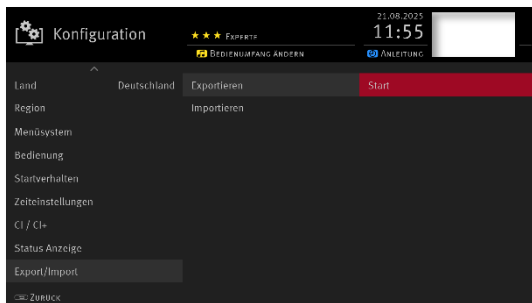 Konfiguration
★ ★ ★ EXPERTE
21.08.2025
11:55
BEDIENUMFANG ÄNDERN
ANLEITUNG
Land Deutschland Exportieren Start
Region Importieren
Menüsystem
Bedienung
Startverhalten
Zeiteinstellungen
CI / CI+
Status Anzeige
Export/Import
ZURÜCK